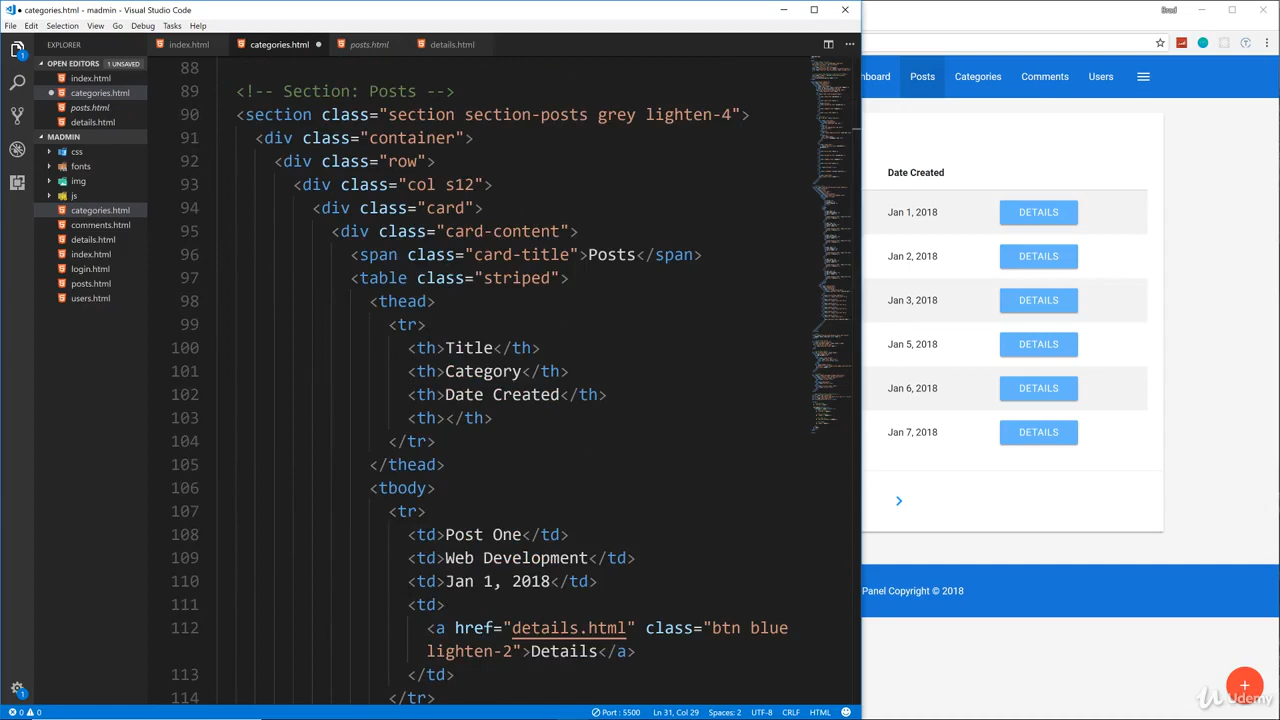 categories.html - madmin - Visual Studio Code
File Edit Selection View Go Debug Tasks Help
EXPLORER
index.html categories.html posts.html details.html
OPEN EDITORS 1 UNSAVED
index.html
categories.html
posts.html
details.html
MADMIN
css
fonts
img
js
categories.html
comments.html
details.html
index.html
login.html
posts.html
users.html
88
89 <!-- Section: Posts -->
90 <section class="section section-posts grey lighten-4">
91 <div class="container">
92 <div class="row">
93 <div class="col s12">
94 <div class="card">
95 <div class="card-content">
96 <span class="card-title">Posts</span>
97 <table class="striped">
98 <thead>
99 <tr>
100 <th>Title</th>
101 <th>Category</th>
102 <th>Date Created</th>
103 <th></th>
104 </tr>
105 </thead>
106 <tbody>
107 <tr>
108 <td>Post One</td>
109 <td>Web Development</td>
110 <td>Jan 1, 2018</td>
111 <td>
112 <a href="details.html" class="btn blue
lighten-2">Details</a>
113 </td>
114 </tr>
0 0 Port : 5500 Ln 31, Col 29 Spaces: 2 UTF-8 CRLF HTML
1
1
Brad
board Posts Categories Comments Users
Date Created
Jan 1, 2018 DETAILS
Jan 2, 2018 DETAILS
Jan 3, 2018 DETAILS
Jan 5, 2018 DETAILS
Jan 6, 2018 DETAILS
Jan 7, 2018 DETAILS
Panel Copyright © 2018
+
Udemy